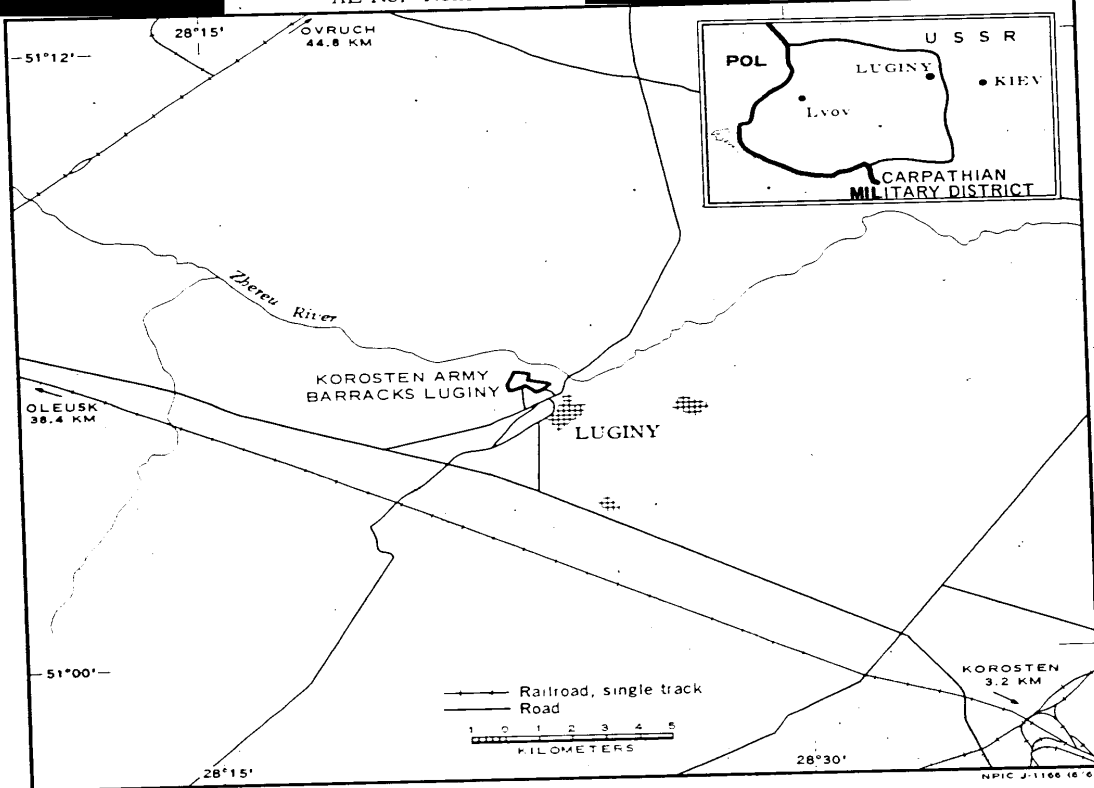 28°15'
OVRUCH
44.8 KM
51°12'
U S S R
POL
LUGINY
KIEV
Lvov
CARPATHIAN
MILITARY DISTRICT
Zhereu River
KOROSTEN ARMY
BARRACKS LUGINY
OLEUSK
38.4 KM
LUGINY
51°00'
KOROSTEN
3.2 KM
Railroad, single track
Road
1 0 1 2 3 4 5
KILOMETERS
28°15'
28°30'
NPIC J-1166